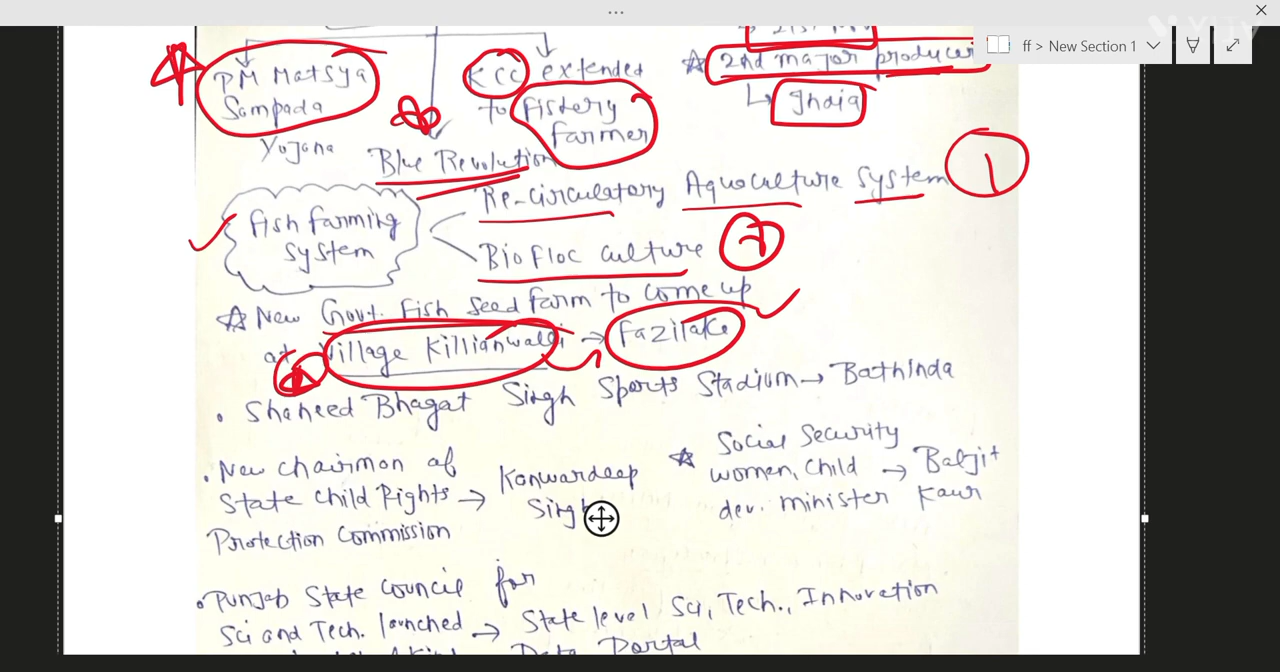 ff > New Section 1
2nd major producer
↳ India
PM Matsya
Sampada
Yojana
KCC extended
to fishery
farmer
Blue Revolution
Fish farming
system
Re-circulatory Aquaculture System
Biofloc culture
New Govt. Fish Seed farm to come up
at Village Killianwali → Fazilaka
• Shaheed Bhagat Singh Sports Stadium → Bathinda
• New chairman of
State Child Rights →
Protection Commission
Kanwardeep
Singh
Social Security
women, child → Baljit
dev. minister Kaur
• Punjab State Council for
Sci and Tech. launched → State level Sci, Tech., Innovation
Data Portal